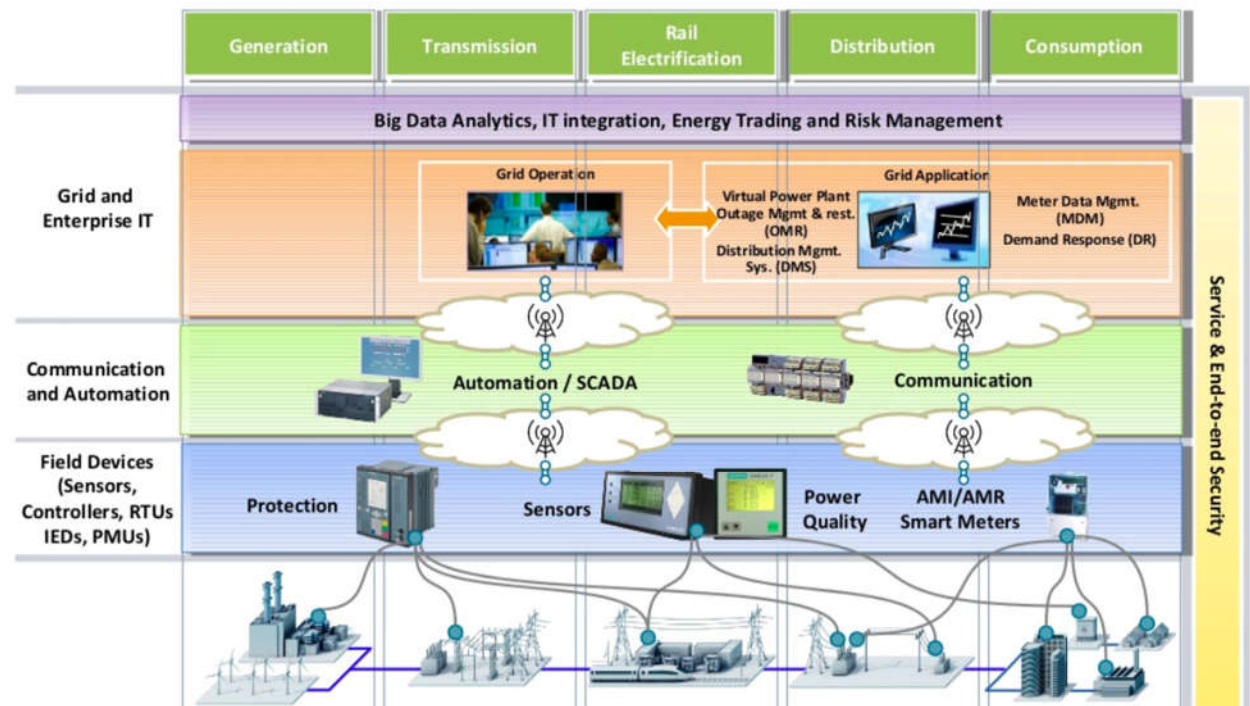 Generation
Transmission
Rail
Electrification
Distribution
Consumption
Big Data Analytics, IT integration, Energy Trading and Risk Management
Grid and
Enterprise IT
Grid Operation
Grid Application
Virtual Power Plant
Outage Mgmt & rest.
(OMR)
Distribution Mgmt.
Sys. (DMS)
Meter Data Mgmt.
(MDM)
Demand Response (DR)
Communication
and Automation
Automation / SCADA
Communication
Field Devices
(Sensors,
Controllers, RTUs
IEDs, PMUs)
Protection
Sensors
Power
Quality
AMI/AMR
Smart Meters
Service & End-to-end Security